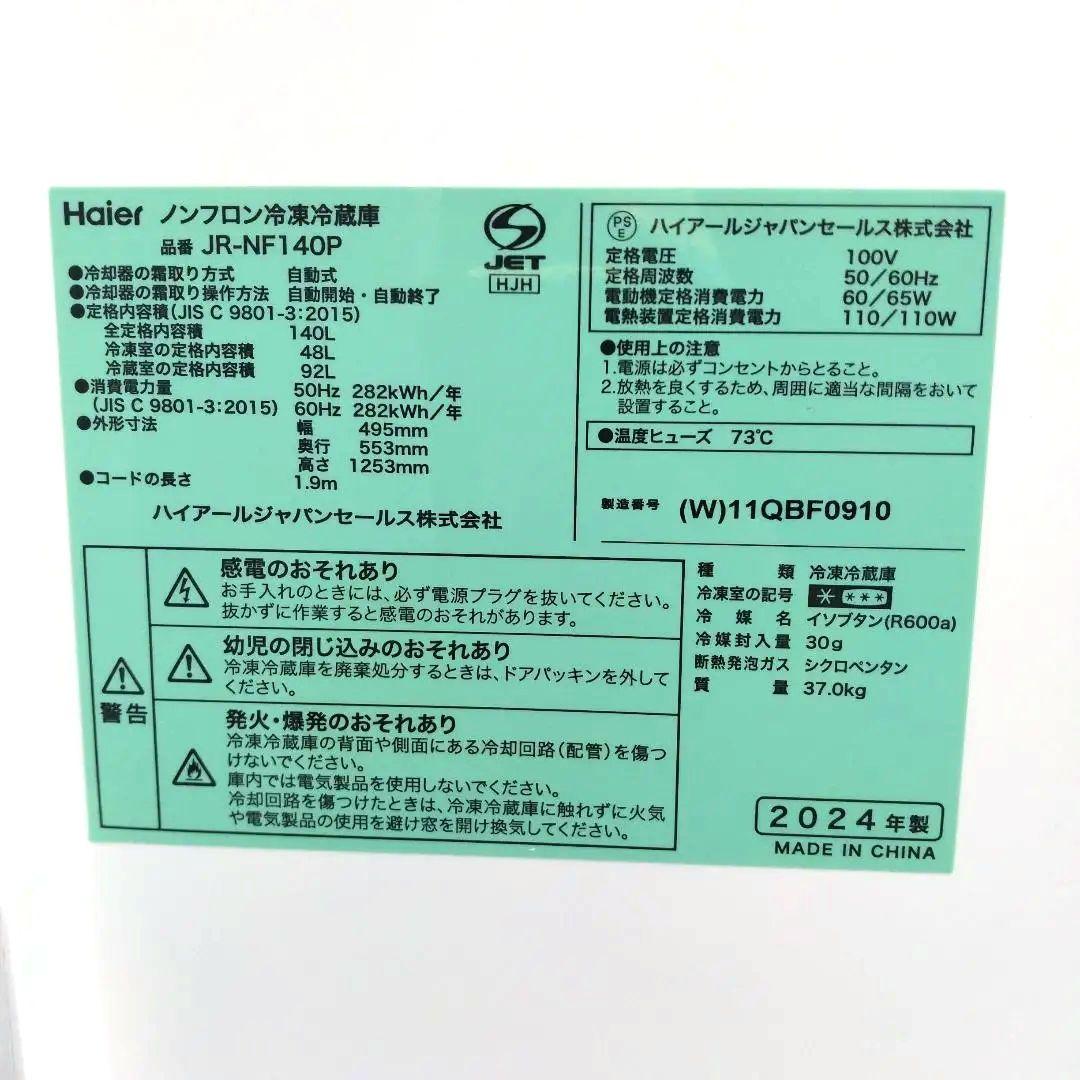 Haier ノンフロン冷凍冷蔵庫
品番 JR-NF140P
●冷却器の霜取り方式 自動式
●冷却器の霜取り操作方法 自動開始・自動終了
●定格内容積(JIS C 9801-3:2015)
全定格内容積 140L
冷凍室の定格内容積 48L
冷蔵室の定格内容積 92L
●消費電力量 50Hz 282kWh/年
(JIS C 9801-3:2015) 60Hz 282kWh/年
●外形寸法 幅 495mm
奥行 553mm
高さ 1253mm
●コードの長さ 1.9m
ハイアールジャパンセールス株式会社
JET
HJH
PSE ハイアールジャパンセールス株式会社
定格電圧 100V
定格周波数 50/60Hz
電動機定格消費電力 60/65W
電熱装置定格消費電力 110/110W
●使用上の注意
1.電源は必ずコンセントからとること。
2.放熱を良くするため、周囲に適当な間隔をおいて
設置すること。
●温度ヒューズ 73℃
製造番号 (W)11QBF0910
警告
感電のおそれあり
お手入れのときには、必ず電源プラグを抜いてください。
抜かずに作業すると感電のおそれがあります。
幼児の閉じ込みのおそれあり
冷凍冷蔵庫を廃棄処分するときは、ドアパッキンを外して
ください。
発火・爆発のおそれあり
冷凍冷蔵庫の背面や側面にある冷却回路(配管)を傷つ
けないでください。
庫内では電気製品を使用しないでください。
冷却回路を傷つけたときは、冷凍冷蔵庫に触れずに火気
や電気製品の使用を避け窓を開け換気してください。
種類 冷凍冷蔵庫
冷凍室の記号 * ***
冷媒名 イソブタン(R600a)
冷媒封入量 30g
断熱発泡ガス シクロペンタン
質量 37.0kg
2024年製
MADE IN CHINA